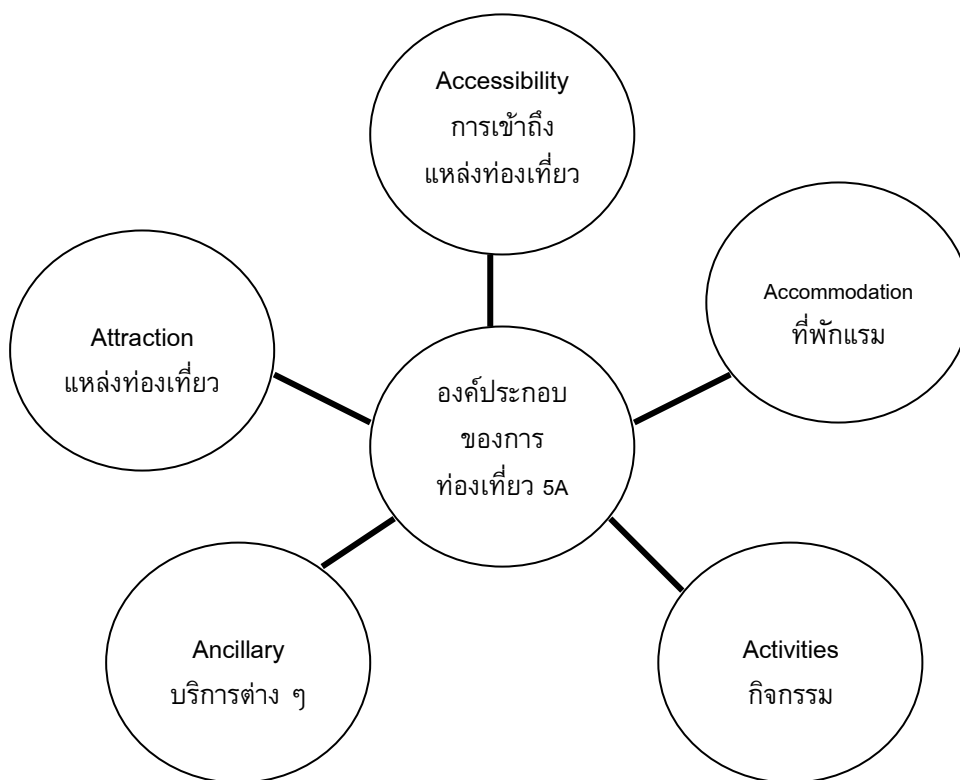 Accessibility
การเข้าถึง
แหล่งท่องเที่ยว
Accommodation
ที่พักแรม
Attraction
แหล่งท่องเที่ยว
องค์ประกอบ
ของการ
ท่องเที่ยว 5A
Ancillary
บริการต่าง ๆ
Activities
กิจกรรม